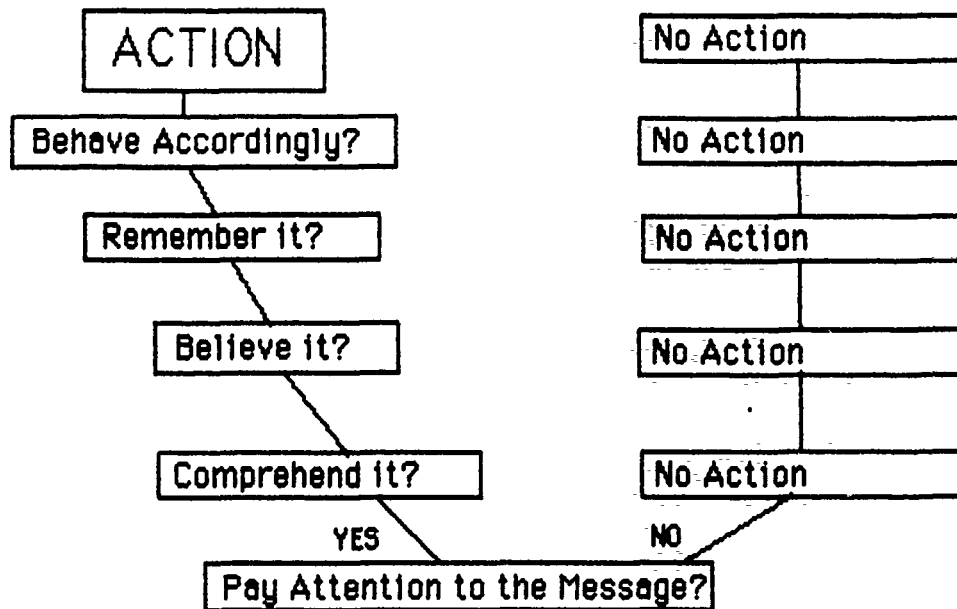 ACTION
No Action
Behave Accordingly?
No Action
Remember it?
No Action
Believe it?
No Action
Comprehend it?
No Action
YES
NO
Pay Attention to the Message?